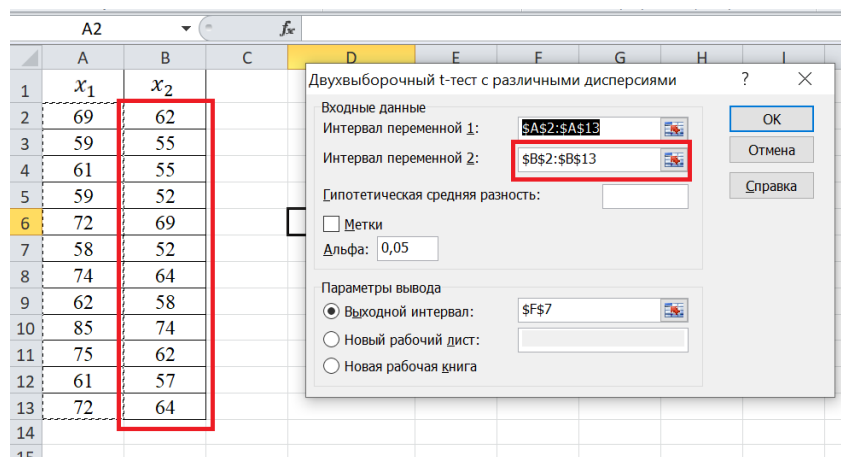 A2 fx
A B C D E F G H I
1 x₁ x₂
2 69 62
3 59 55
4 61 55
5 59 52
6 72 69
7 58 52
8 74 64
9 62 58
10 85 74
11 75 62
12 61 57
13 72 64
14
15
Двухвыборочный t-тест с различными дисперсиями ?
Входные данные
Интервал переменной 1: $A$2:$A$13
Интервал переменной 2: $B$2:$B$13
Гипотетическая средняя разность:
Метки
Альфа: 0,05
Параметры вывода
Выходной интервал: $F$7
Новый рабочий лист:
Новая рабочая книга
ОК
Отмена
Справка